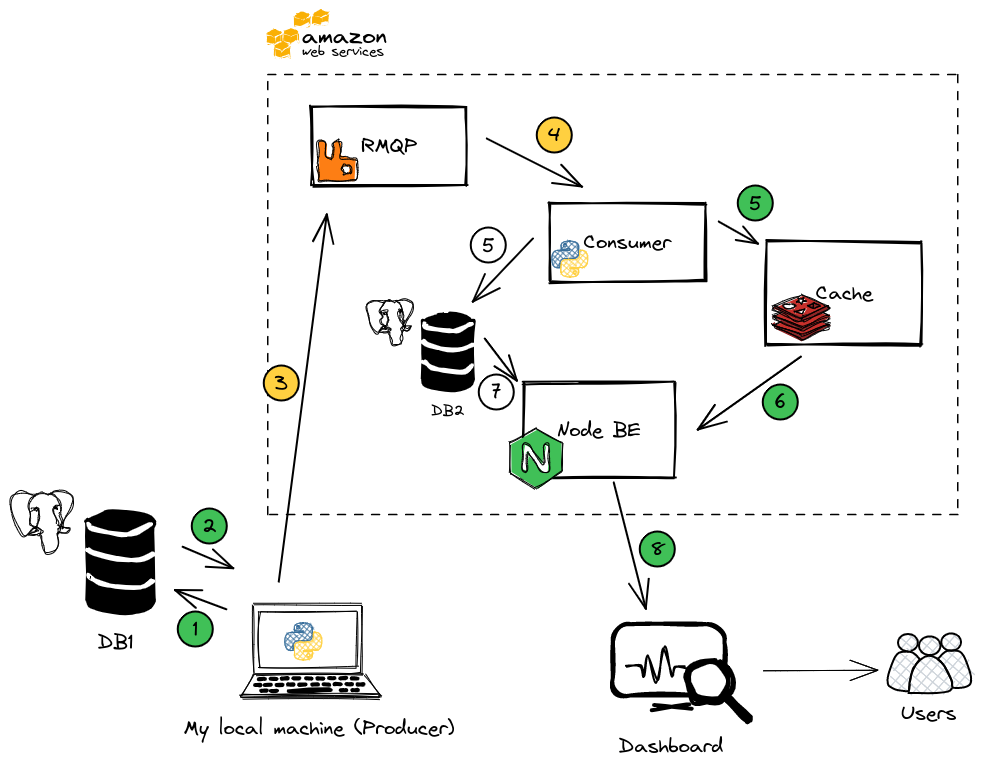 amazon
web services
RMQP
4
Consumer
5
5
Cache
3
DB2
7
6
Node BE
N
2
8
1
DB1
My local machine (Producer)
Dashboard
Users